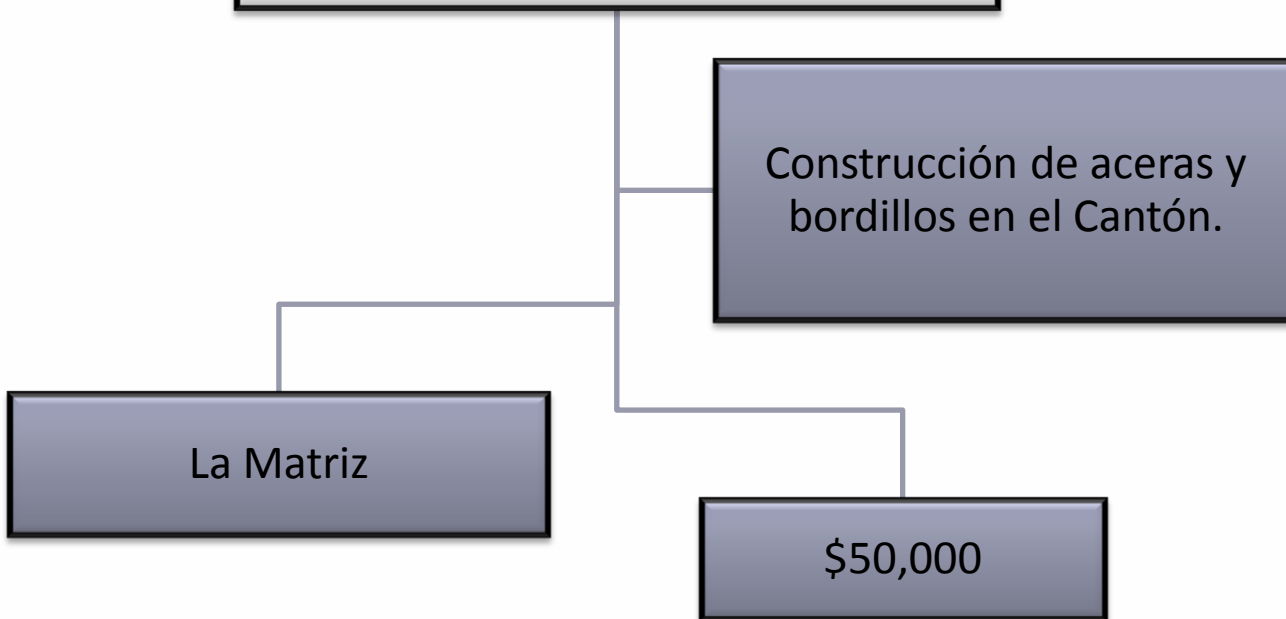 Construcción de aceras y
bordillos en el Cantón.
La Matriz
$50,000